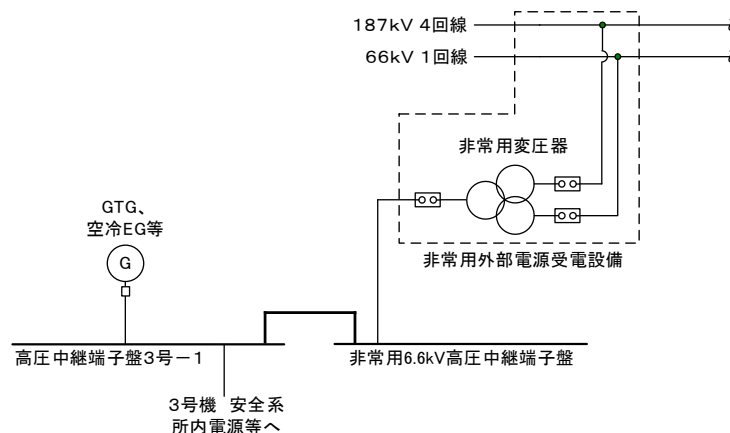 187kV 4回線
66kV 1回線
非常用変圧器
GTG、
空冷EG等
G
非常用外部電源受電設備
高圧中継端子盤3号－1
非常用6.6kV高圧中継端子盤
3号機 安全系
所内電源等へ